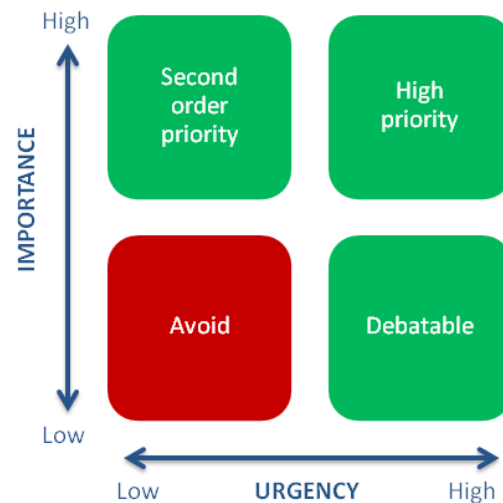 High
Second
order
priority
High
priority
IMPORTANCE
Avoid
Debatable
Low
Low
URGENCY
High